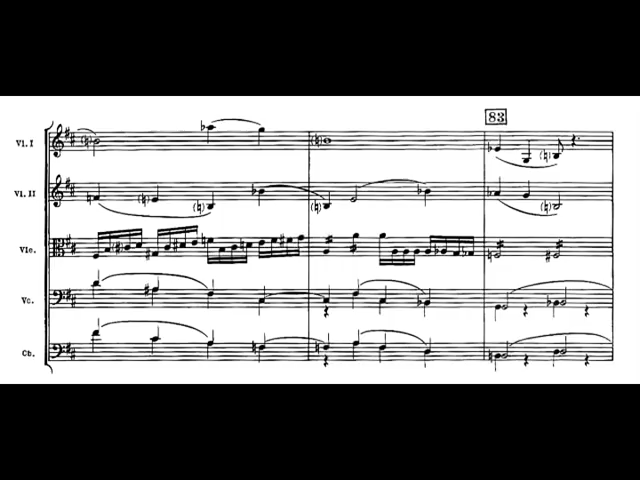 83
Vl. I
Vl. II
Vle.
Vc.
Cb.